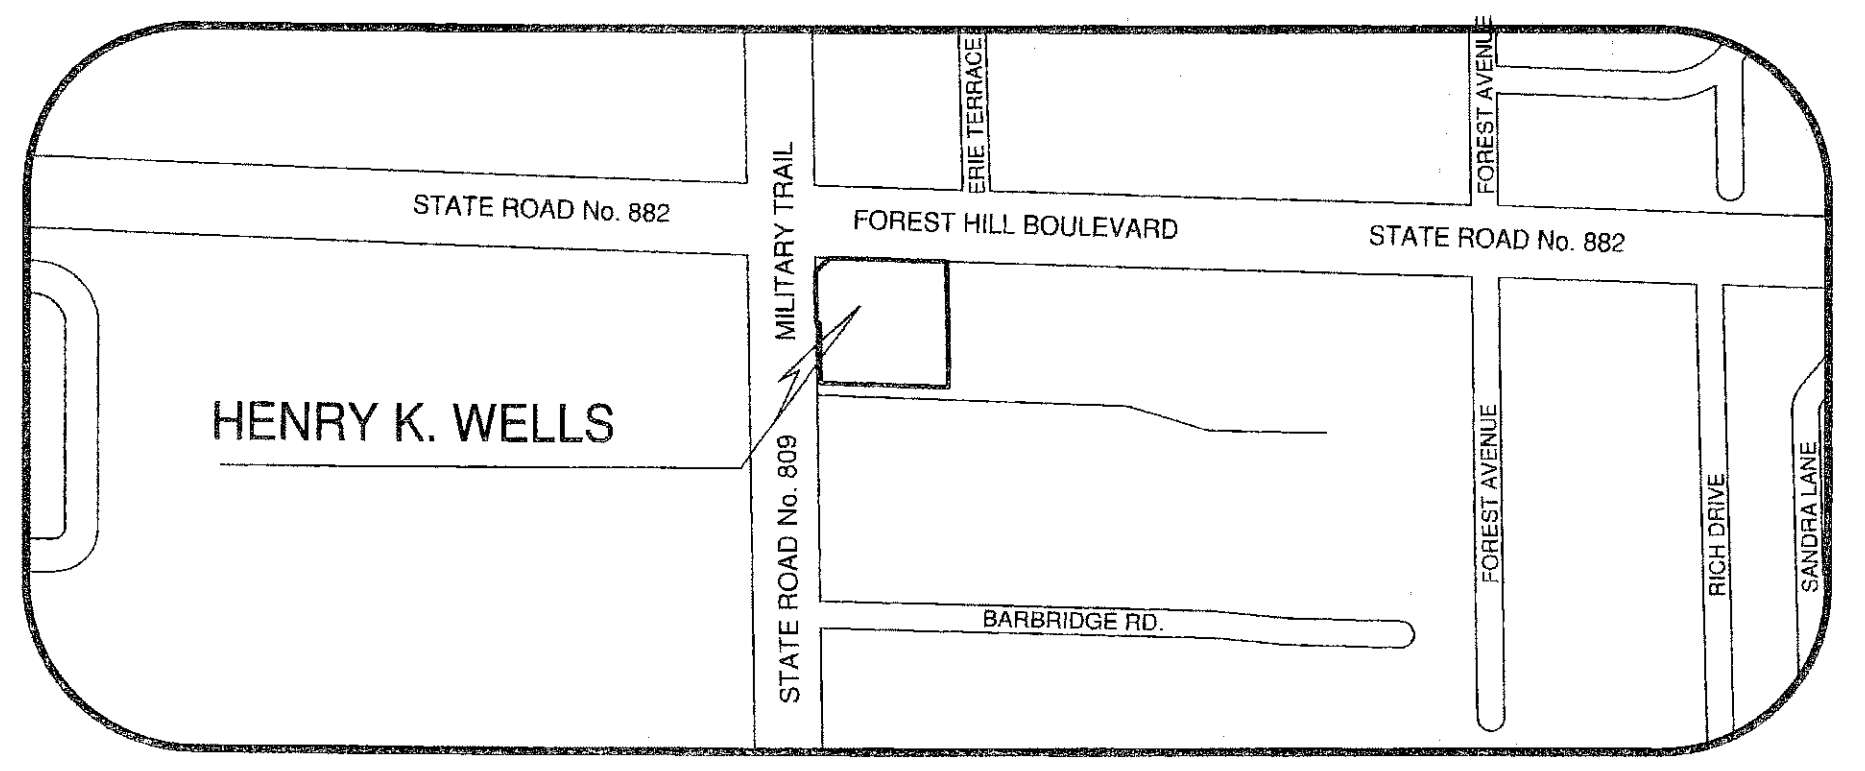 ERIE TERRACE
FOREST AVENUE
MILITARY TRAIL
STATE ROAD No. 882
FOREST HILL BOULEVARD
STATE ROAD No. 882
HENRY K. WELLS
STATE ROAD No. 809
FOREST AVENUE
RICH DRIVE
SANDRA LANE
BARBRIDGE RD.